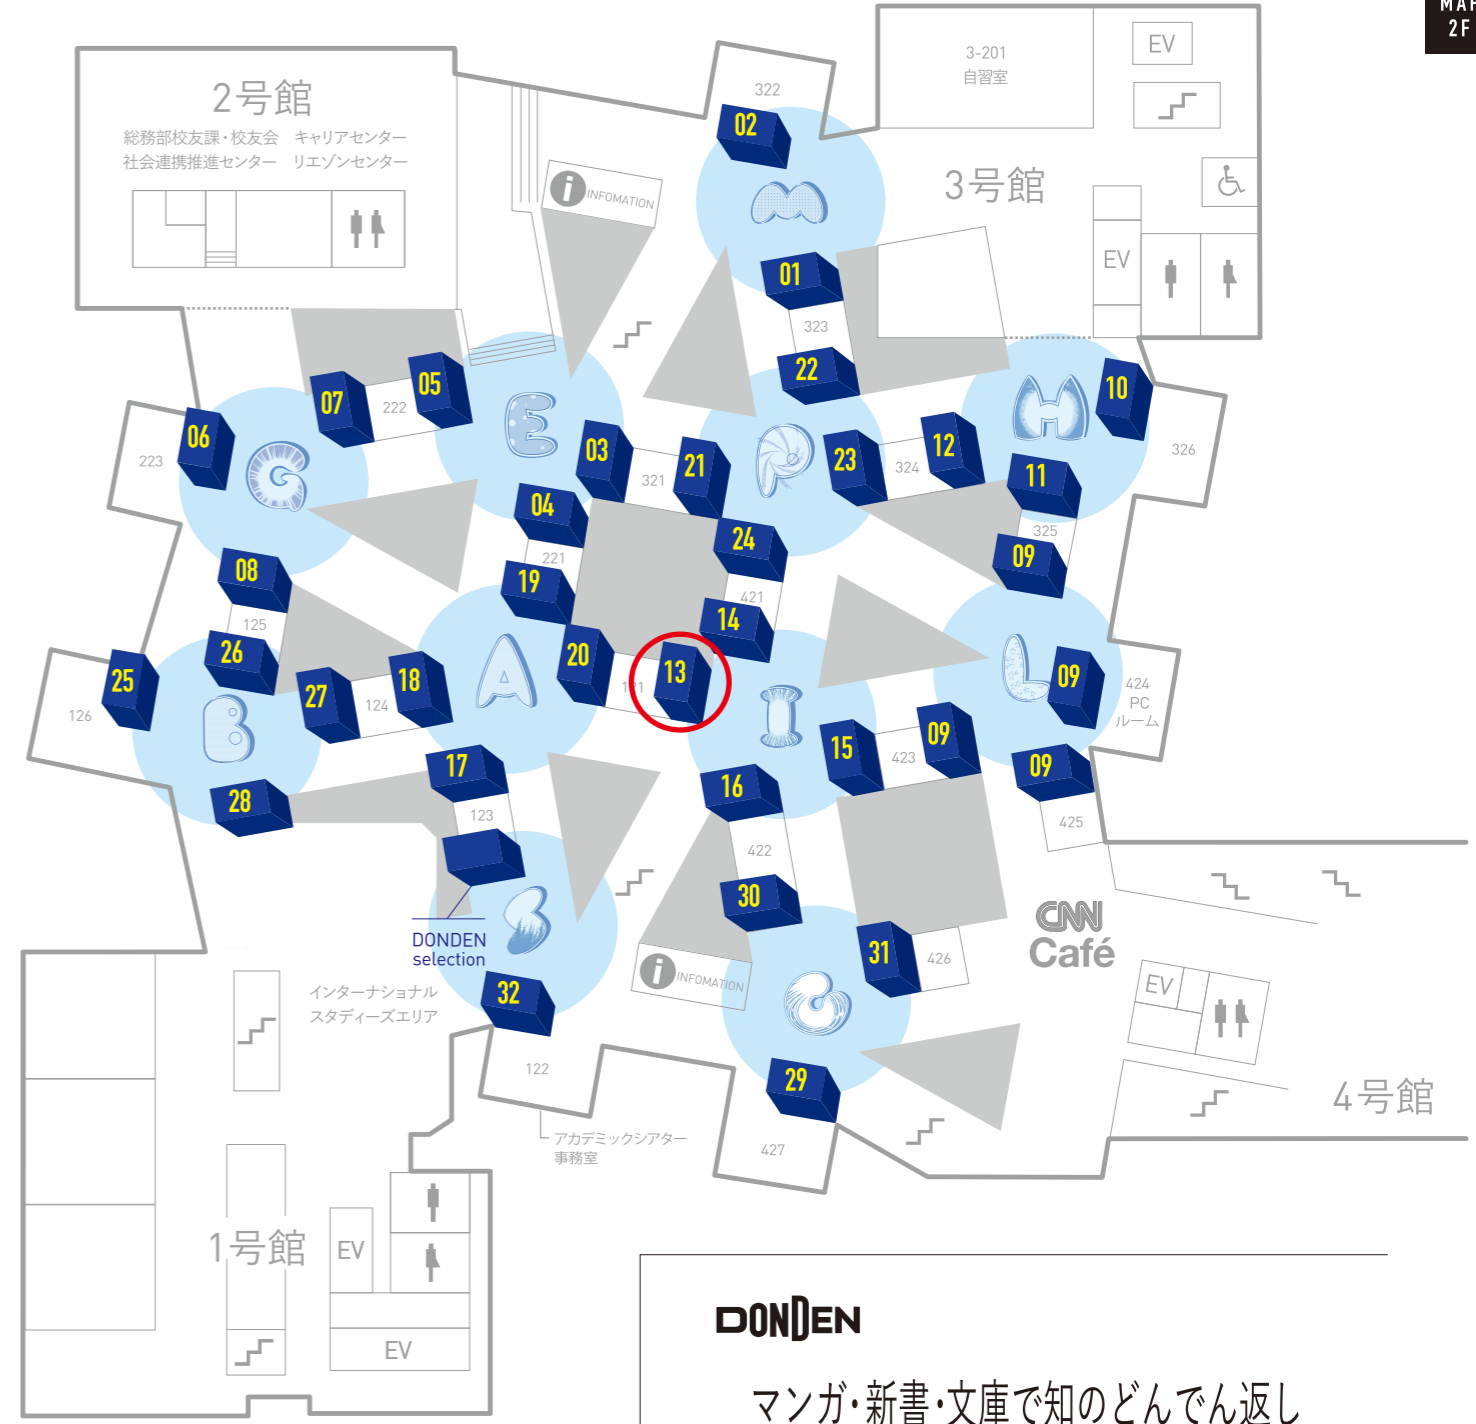 MAP
2F
2号館
総務部校友課・校友会 キャリアセンター
社会連携推進センター リエゾンセンター
INFOMATION
322
02
M
3-201
自習室
EV
3号館
EV
01
323
22
07
222
05
E
06
223
G
03
321
21
P
23
324
12
H
10
326
11
325
09
04
221
19
24
421
14
08
125
26
25
126
B
27
124
18
A
20
121
13
I
L
09
424
PC
ルーム
15
423
09
09
425
28
17
123
16
422
30
S
DONDEN
selection
32
INFOMATION
G
31
426
CNN
Café
インターナショナル
スタディーズエリア
122
アカデミックシアター
事務室
29
427
EV
4号館
1号館
EV
EV
DONDEN
マンガ・新書・文庫で知のどんでん返し